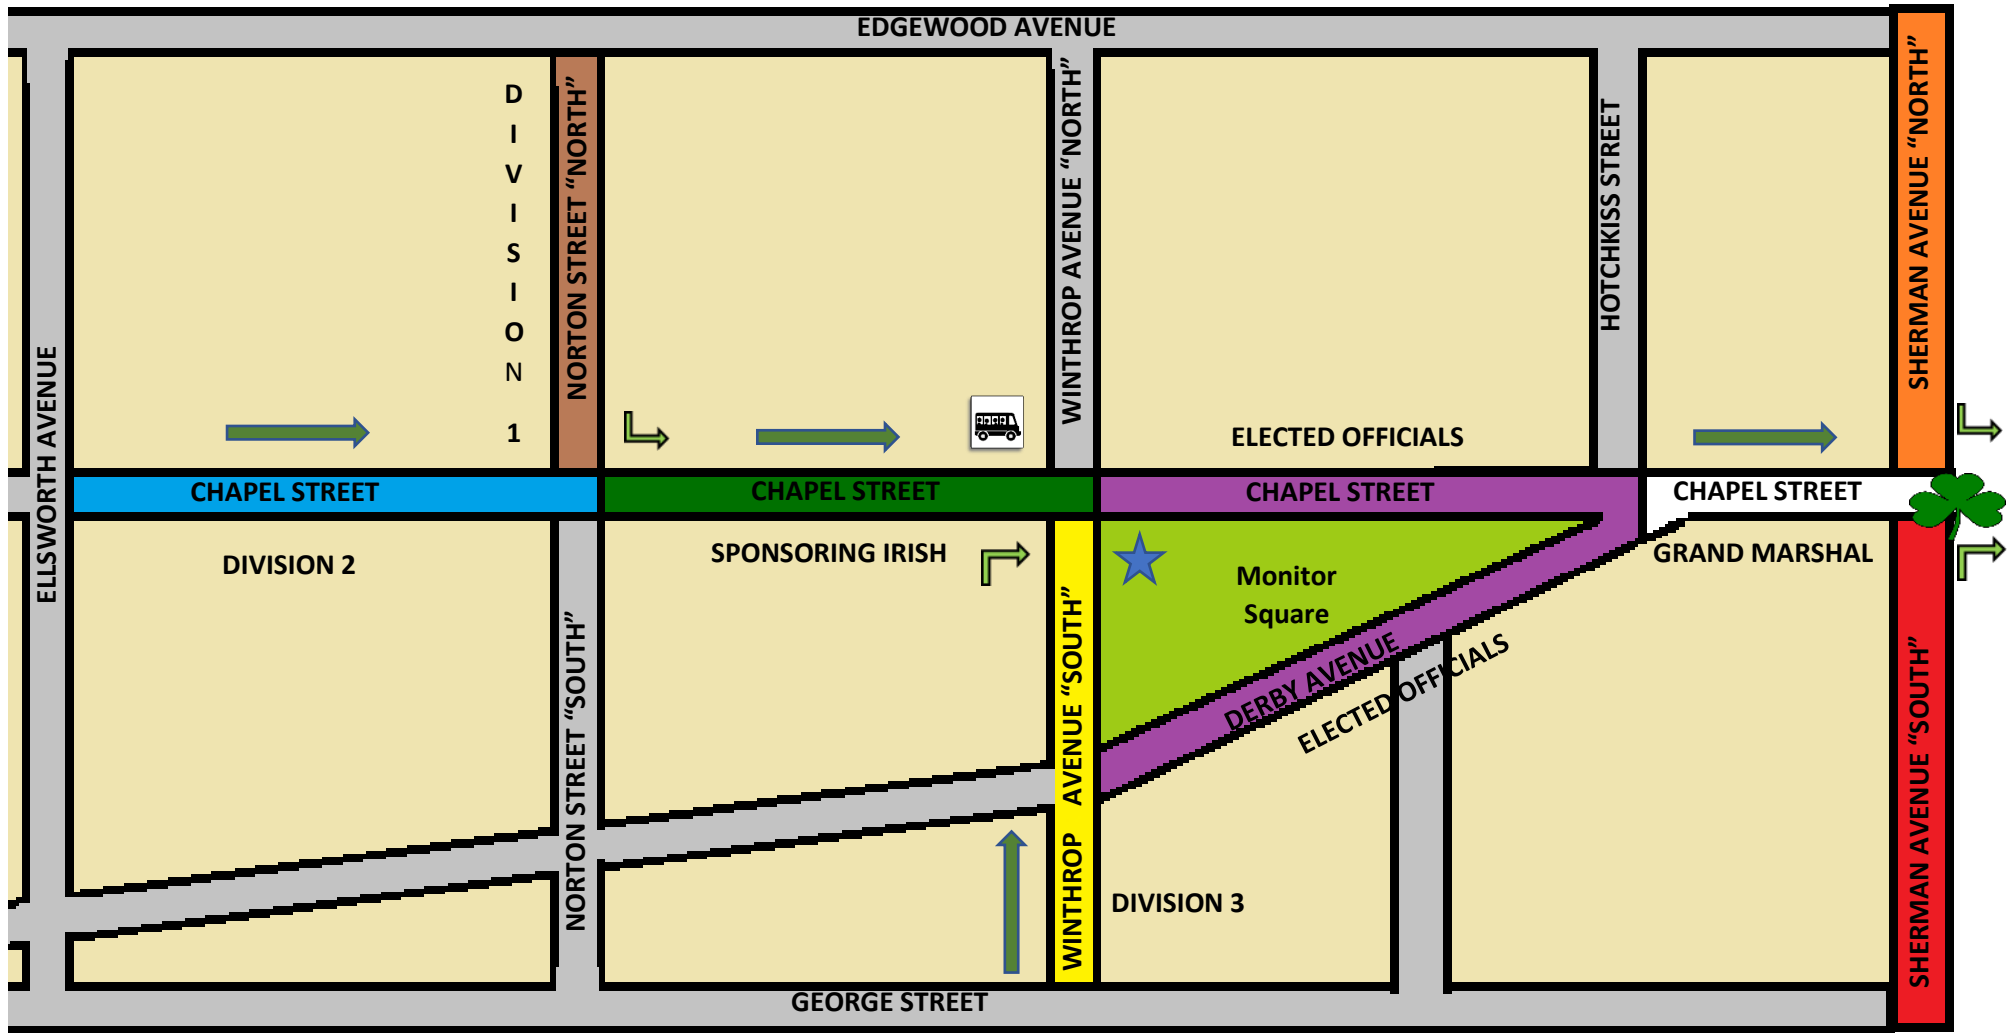 EDGEWOOD AVENUE
D
I
V
I
S
I
O
N
1
NORTON STREET “NORTH”
WINTHROP AVENUE “NORTH”
HOTCHKISS STREET
SHERMAN AVENUE “NORTH”
ELLSWORTH AVENUE
ELECTED OFFICIALS
CHAPEL STREET
CHAPEL STREET
CHAPEL STREET
CHAPEL STREET
DIVISION 2
SPONSORING IRISH
Monitor
Square
GRAND MARSHAL
NORTON STREET “SOUTH”
WINTHROP AVENUE “SOUTH”
DERBY AVENUE
ELECTED OFFICIALS
SHERMAN AVENUE “SOUTH”
DIVISION 3
GEORGE STREET